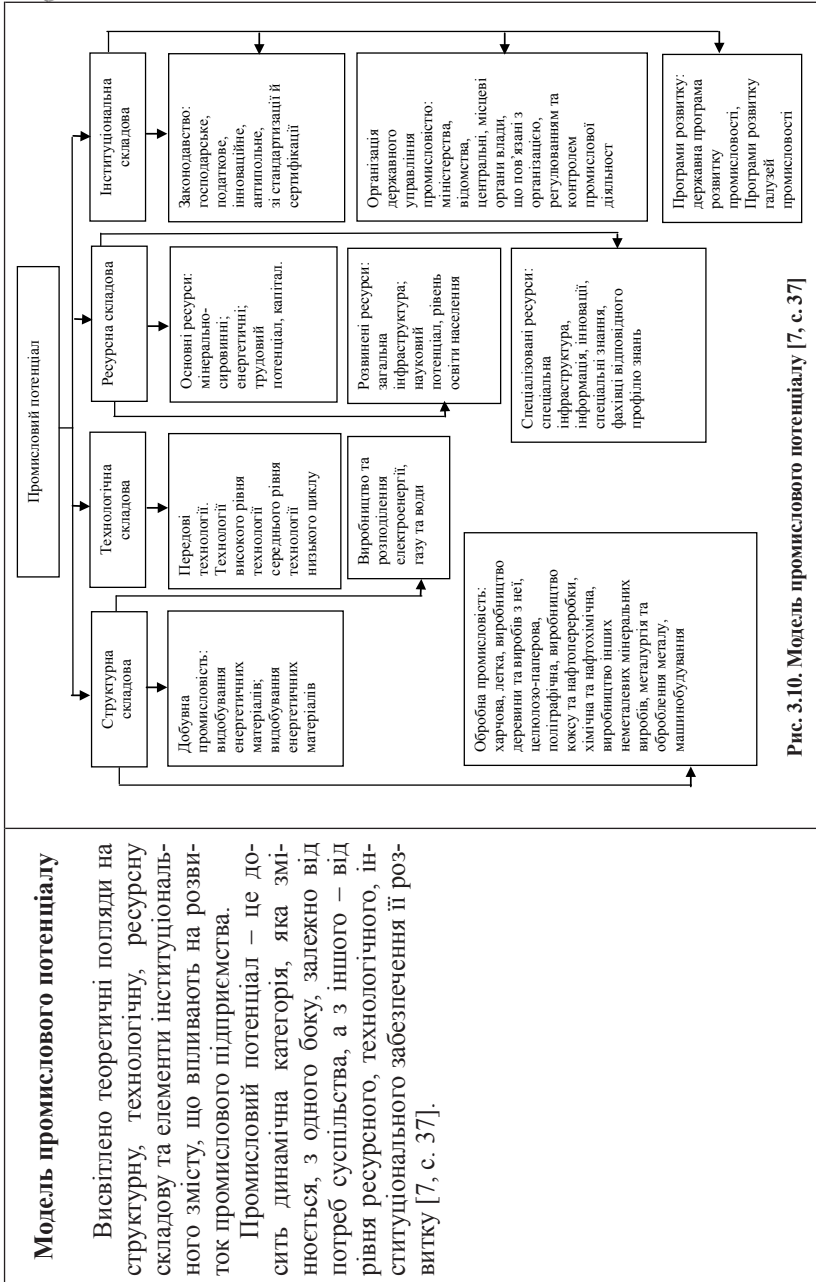 Модель промислового потенціалу
Висвітлено теоретичні погляди на
структурну, технологічну, ресурсну
складову та елементи інституціональ-
ного змісту, що впливають на розви-
ток промислового підприємства.
Промисловий потенціал – це до-
сить динамічна категорія, яка змі-
нюється, з одного боку, залежно від
потреб суспільства, а з іншого – від
рівня ресурсного, технологічного, ін-
ституціонального забезпечення її роз-
витку [7, с. 37].
Промисловий потенціал
Структурна
складова
Технологічна
складова
Ресурсна складова
Інституціональна
складова
Добувна
промисловість:
видобування
енергетичних
матеріалів;
видобування
енергетичних
матеріалів
Передові
технології.
Технології
високого рівня
технології
середнього рівня
технології
низького циклу
Основні ресурси:
мінерально-
сировинні;
енергетичні;
трудовий
потенціал, капітал.
Законодавство:
господарське,
податкове,
інноваційне,
антипольне,
зі стандартизації й
сертифікації
Виробництво та
розподілення
електроенергії,
газу та води
Розвинені ресурси:
загальна
інфраструктура;
науковий
потенціал, рівень
освіти населення
Організація
державного
управління
промисловістю:
міністерства,
відомства,
центральні, місцеві
органи влади,
що пов’язані з
організацією,
регулюванням та
контролем
промислової
діяльност
Обробна промисловість:
харчова, легка, виробництво
деревини та виробів з неї,
целюлозо-паперова,
поліграфічна, виробництво
коксу та нафтопереробки,
хімічна та нафтохімічна,
виробництво інших
неметалевих мінеральних
виробів, металургія та
оброблення металу,
машинобудування
Спеціалізовані ресурси:
спеціальна
інфраструктура,
інформація, інновації,
спеціальні знання,
фахівці відповідного
профілю знань
Програми розвитку:
державна програма
розвитку
промисловості,
Програми розвитку
галузей
промисловості
Рис. 3.10. Модель промислового потенціалу [7, с. 37]